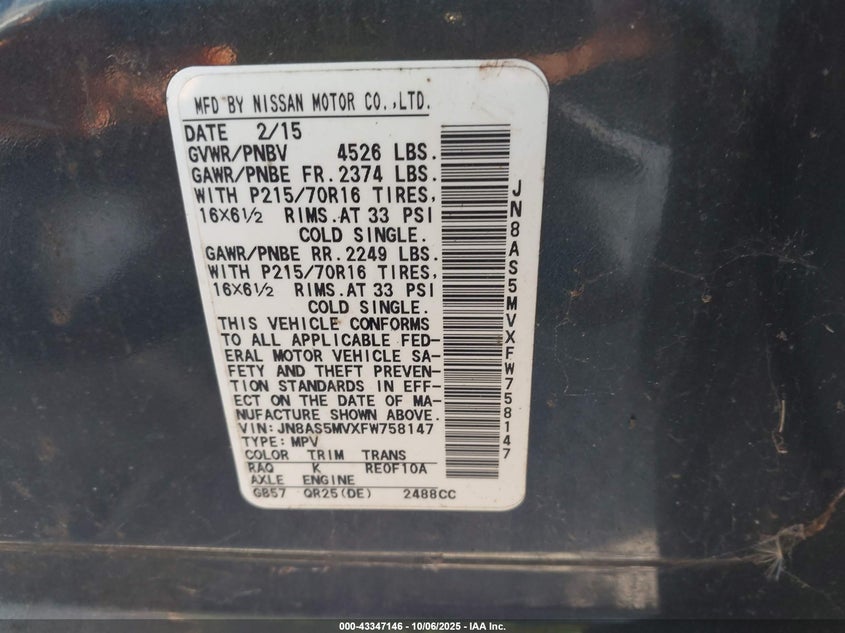 MFD BY NISSAN MOTOR CO.,LTD.
DATE 2/15
GVWR/PNBV 4526 LBS.
GAWR/PNBE FR.2374 LBS.
WITH P215/70R16 TIRES,
16×6½ RIMS.AT 33 PSI
COLD SINGLE.
GAWR/PNBE RR.2249 LBS.
WITH P215/70R16 TIRES,
16×6½ RIMS.AT 33 PSI
COLD SINGLE.
THIS VEHICLE CONFORMS
TO ALL APPLICABLE FED-
ERAL MOTOR VEHICLE SA-
FETY AND THEFT PREVEN-
TION STANDARDS IN EFF-
ECT ON THE DATE OF MA-
NUFACTURE SHOWN ABOVE.
VIN:JN8AS5MVXFW758147
TYPE:MPV
COLOR TRIM TRANS
RAQ K RE0F10A
AXLE ENGINE
GB57 QR25(DE) 2488CC
JN8AS5MVXFW758147
000-43347146 - 10/06/2025 - IAA Inc.